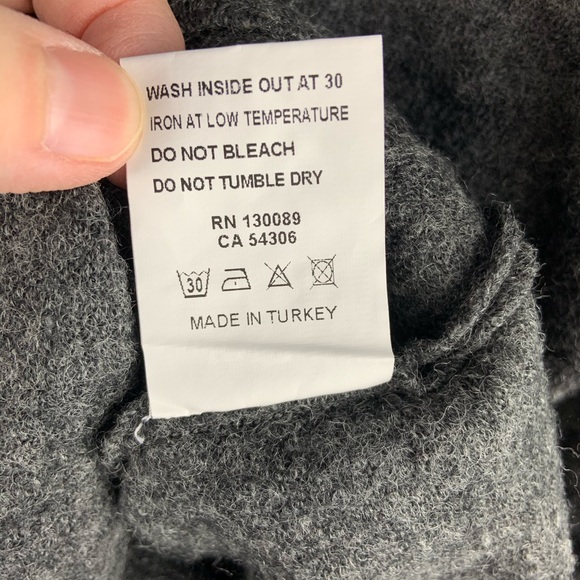 WASH INSIDE OUT AT 30
IRON AT LOW TEMPERATURE
DO NOT BLEACH
DO NOT TUMBLE DRY
RN 130089
CA 54306
30
MADE IN TURKEY